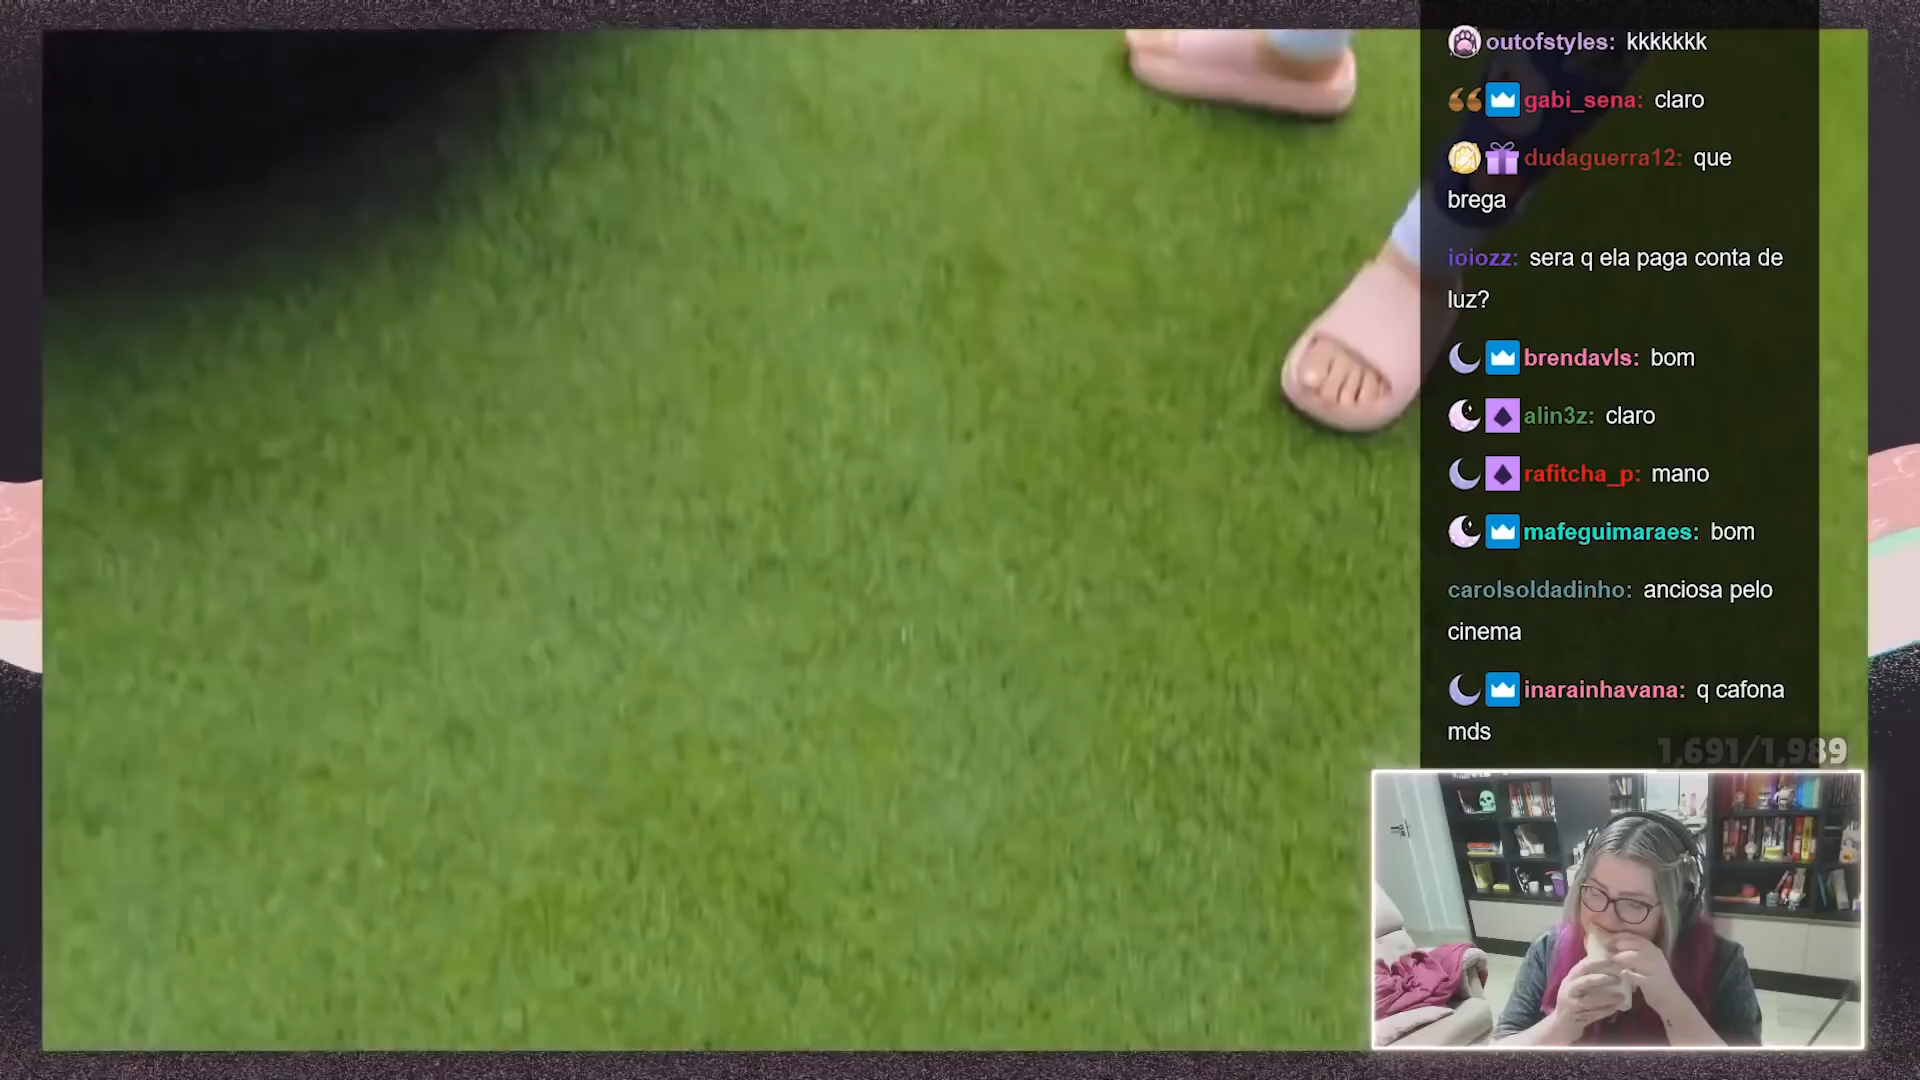 outofstyles: kkkkkkk
gabi_sena: claro
dudaguerra12: que
brega
ioiozz: sera q ela paga conta de
luz?
brendavls: bom
alin3z: claro
rafitcha_p: mano
mafeguimaraes: bom
carolsoldadinho: anciosa pelo
cinema
inarainhavana: q cafona
mds
1,691/1,989